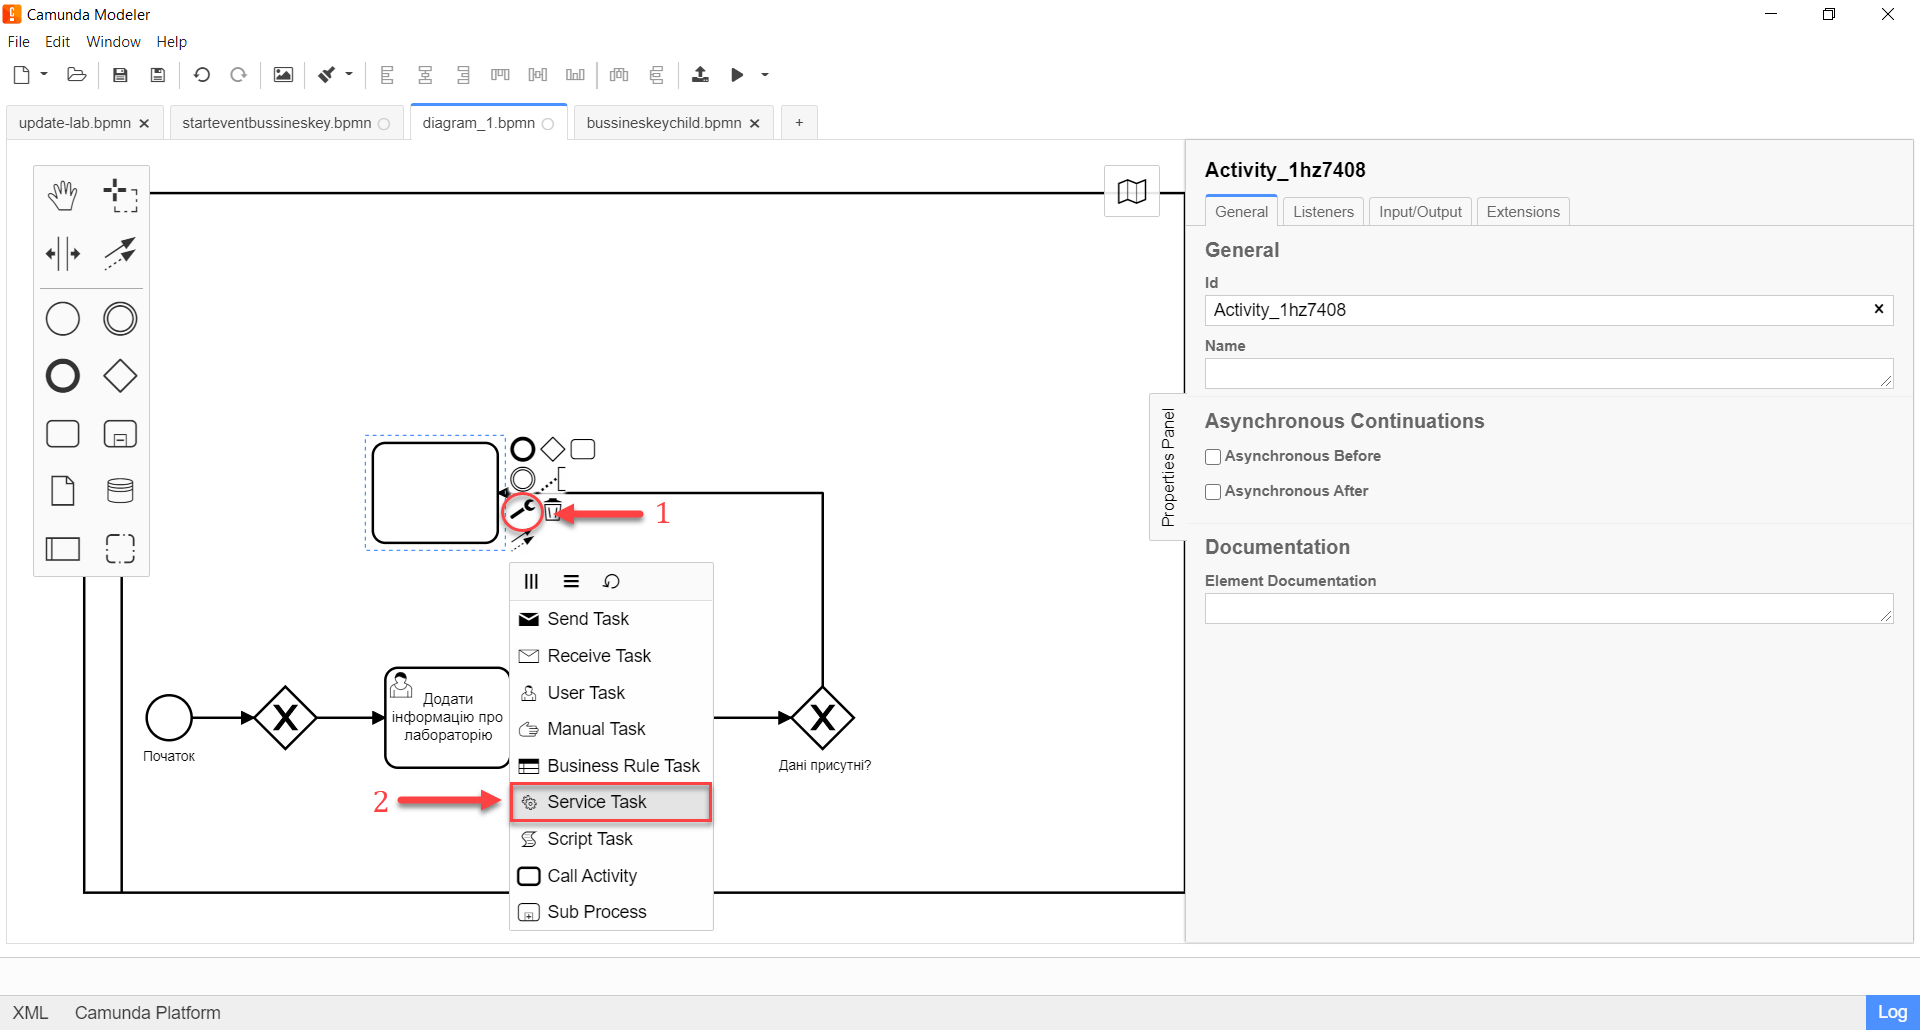 Camunda Modeler
File Edit Window Help
update-lab.bpmn
starteventbussineskey.bpmn
diagram_1.bpmn
bussineskeychild.bpmn
+
Activity_1hz7408
General Listeners Input/Output Extensions
General
Id
Activity_1hz7408
Name
Properties Panel
Asynchronous Continuations
Asynchronous Before
Asynchronous After
Documentation
Element Documentation
1
Send Task
Receive Task
User Task
Manual Task
Business Rule Task
Service Task
Script Task
Call Activity
Sub Process
2
Початок
Додати
інформацію про
лабораторію
Дані присутні?
XML Camunda Platform
Log